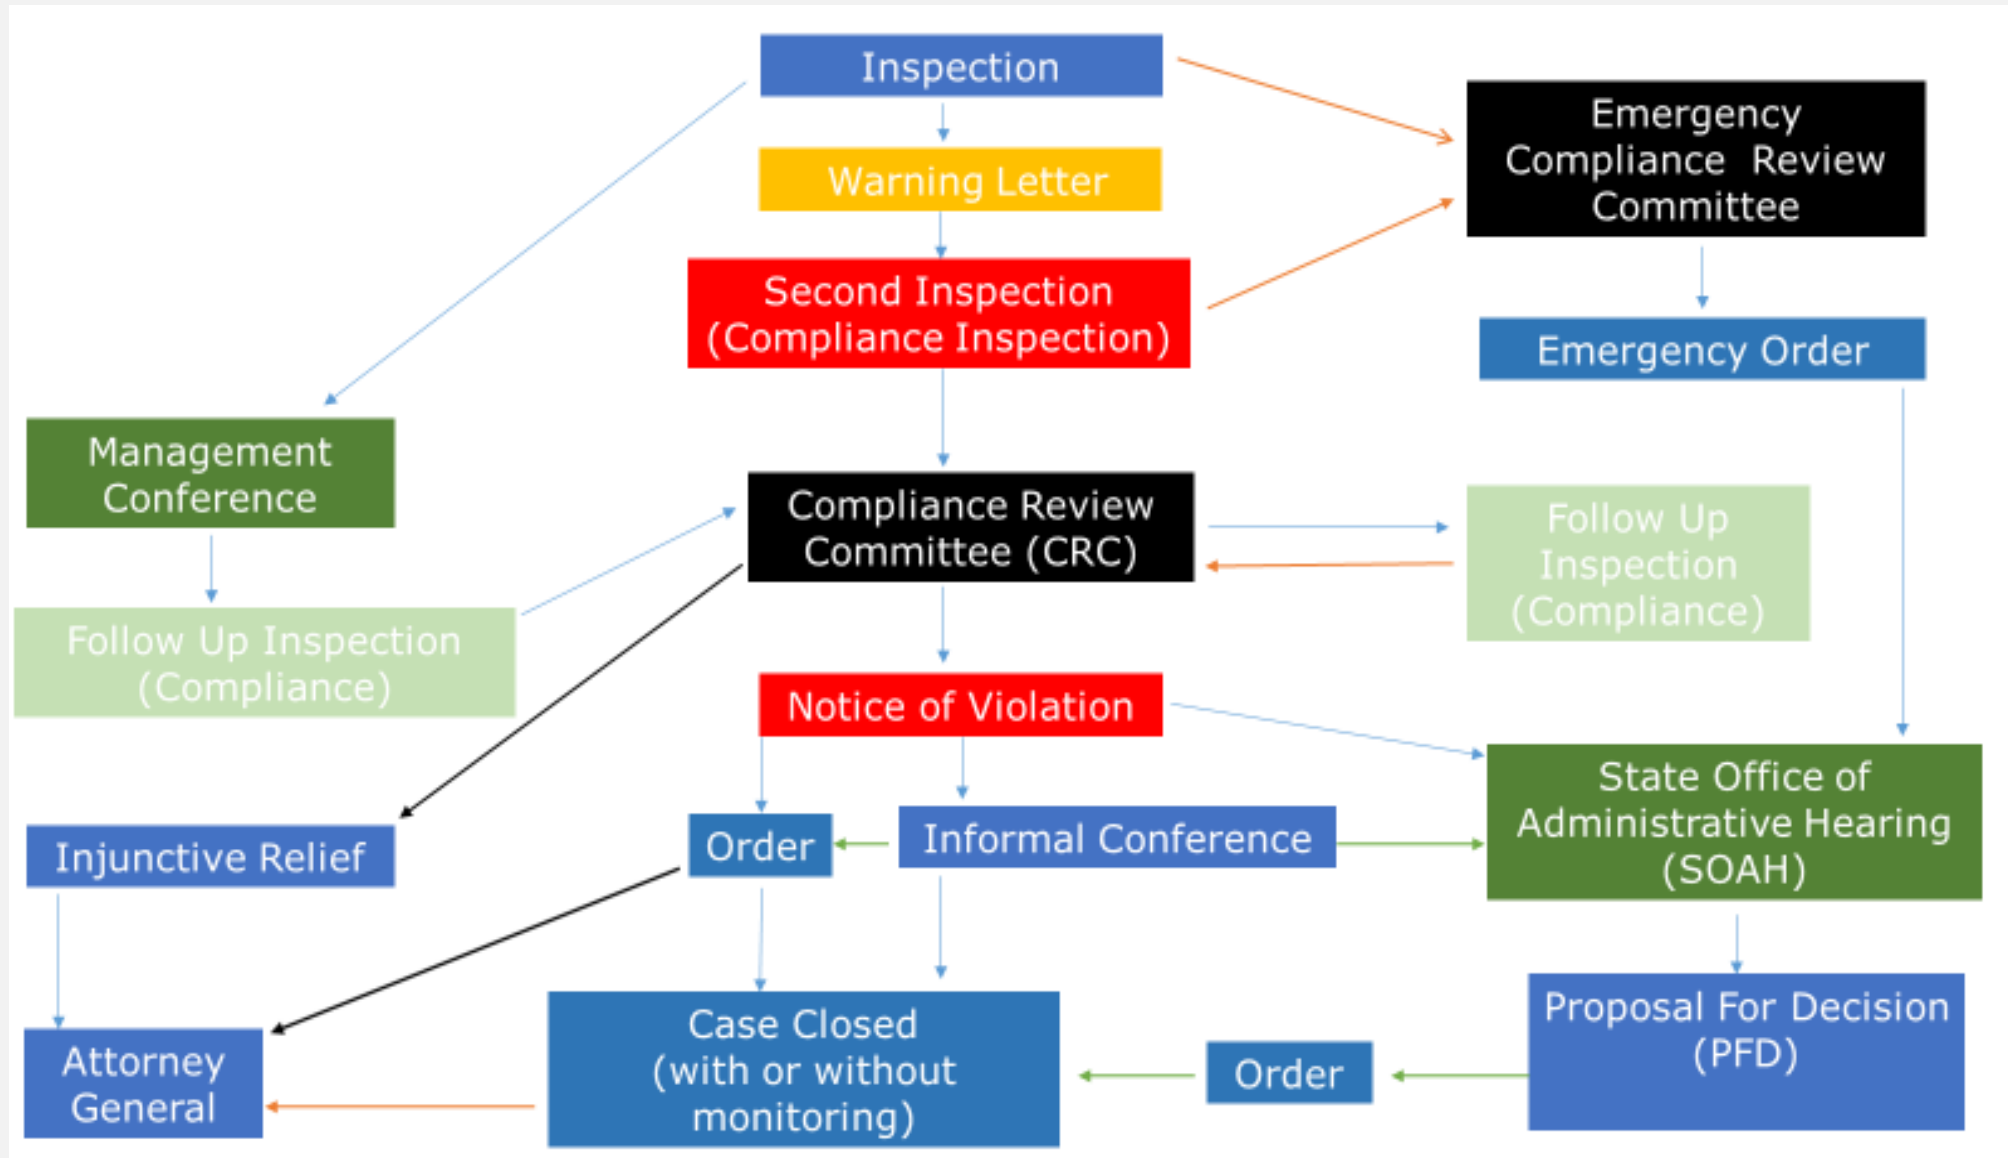 Inspection
Emergency
Compliance Review
Committee
Warning Letter
Second Inspection
(Compliance Inspection)
Emergency Order
Management
Conference
Compliance Review
Committee (CRC)
Follow Up
Inspection
(Compliance)
Follow Up Inspection
(Compliance)
Notice of Violation
State Office of
Administrative Hearing
(SOAH)
Injunctive Relief
Order
Informal Conference
Proposal For Decision
(PFD)
Case Closed
(with or without
monitoring)
Order
Attorney
General